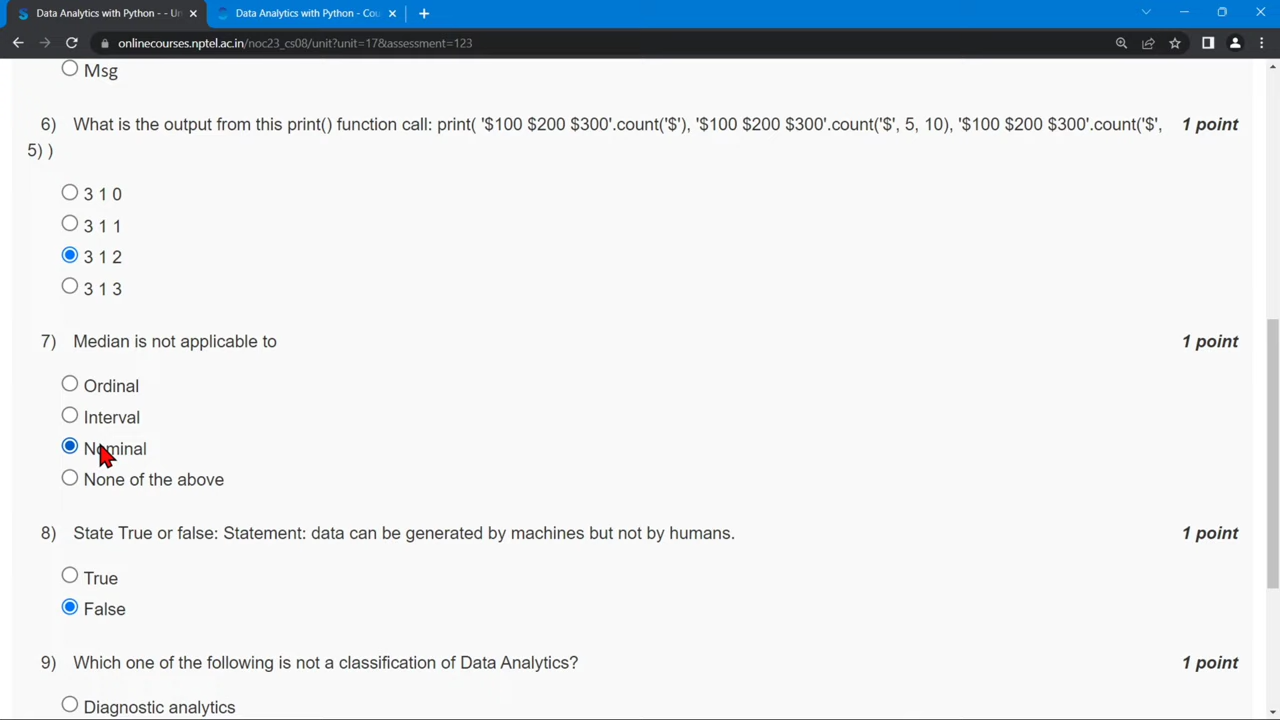 Data Analytics with Python - - Un
Data Analytics with Python - Cou
onlinecourses.nptel.ac.in/noc23_cs08/unit?unit=17&assessment=123
Msg
6) What is the output from this print() function call: print( '$100 $200 $300'.count('$'), '$100 $200 $300'.count('$', 5, 10), '$100 $200 $300'.count('$', 1 point
5) )
3 1 0
3 1 1
3 1 2
3 1 3
7) Median is not applicable to 1 point
Ordinal
Interval
Nominal
None of the above
8) State True or false: Statement: data can be generated by machines but not by humans. 1 point
True
False
9) Which one of the following is not a classification of Data Analytics? 1 point
Diagnostic analytics